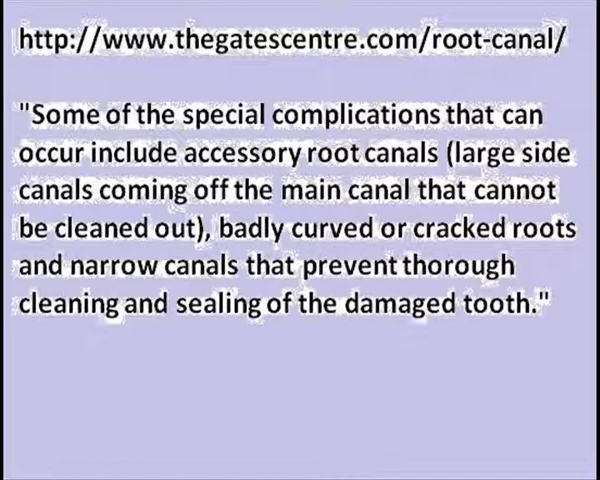 http://www.thegatescentre.com/root-canal/
"Some of the special complications that can
occur include accessory root canals (large side
canals coming off the main canal that cannot
be cleaned out), badly curved or cracked roots
and narrow canals that prevent thorough
cleaning and sealing of the damaged tooth."